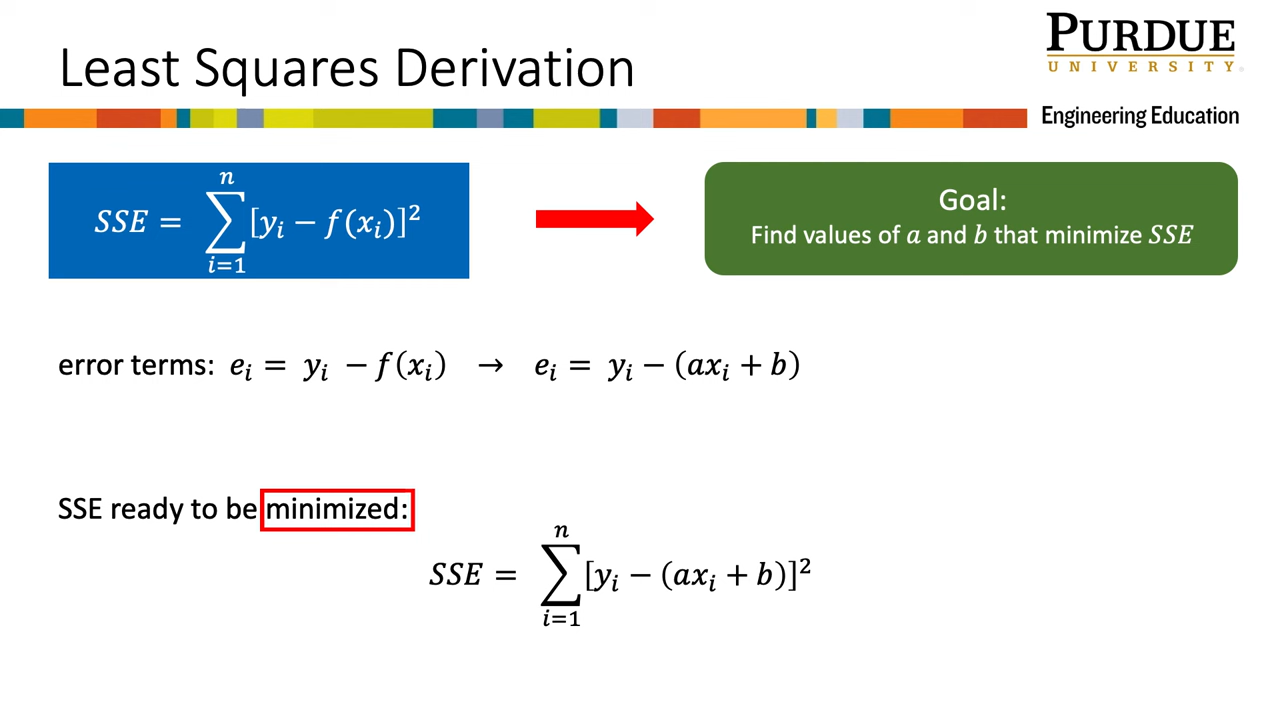 Least Squares Derivation
PURDUE
UNIVERSITY
Engineering Education
SSE = ∑_{i=1}^{n} [y_i − f(x_i)]²
Goal:
Find values of a and b that minimize SSE
error terms: e_i = y_i − f(x_i) → e_i = y_i − (ax_i + b)
SSE ready to be minimized:
SSE = ∑_{i=1}^{n} [y_i − (ax_i + b)]²